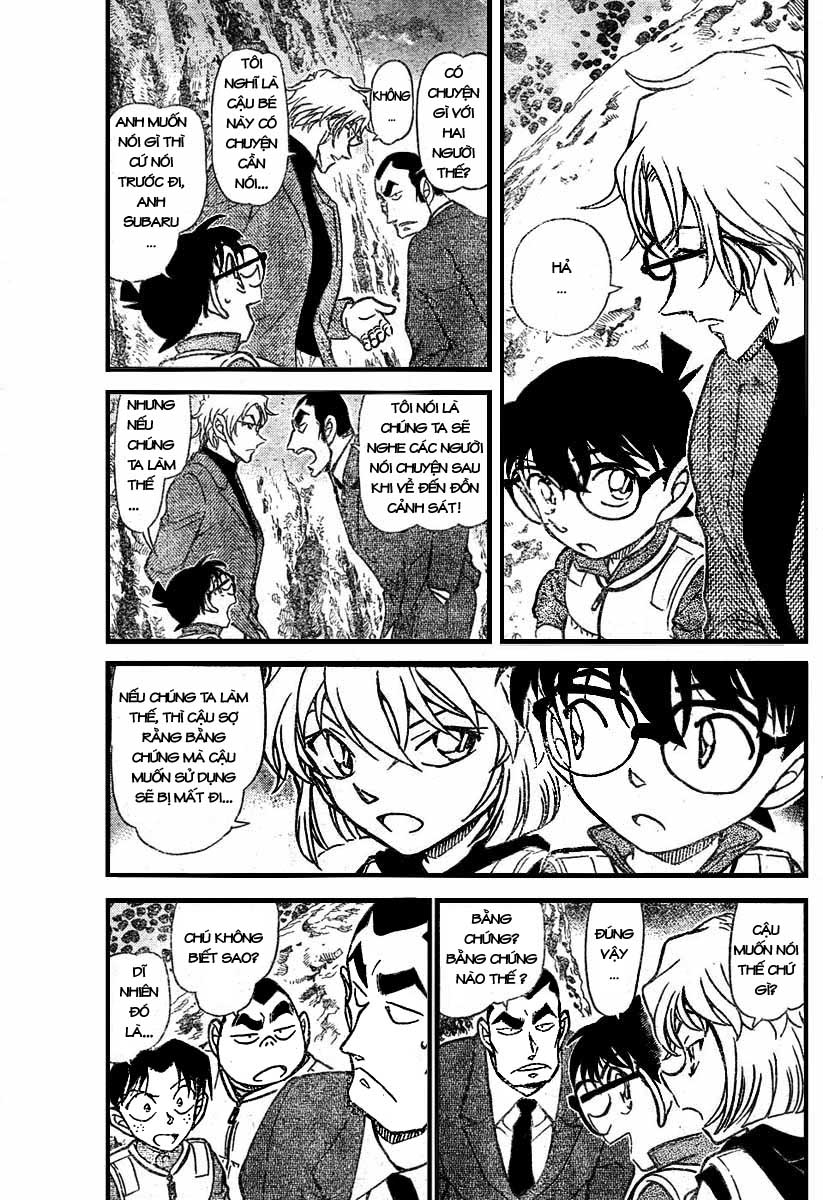 HẢ
...
CÓ
CHUYỆN
GÌ VỚI
HAI
NGƯỜI
THẾ?
KHÔNG
...
TÔI
NGHĨ LÀ
CẬU BÉ
NÀY CÓ
CHUYỆN
CẦN
NÓI...
ANH MUỐN
NÓI GÌ THÌ
CỨ NÓI
TRƯỚC ĐI,
ANH
SUBARU
...
TÔI NÓI LÀ
CHÚNG TA SẼ
NGHE CÁC NGƯỜI
NÓI CHUYỆN SAU
KHI VỀ ĐẾN ĐỒN
CẢNH SÁT!
NHƯNG
NẾU
CHÚNG
TA LÀM
THẾ
...
NẾU CHÚNG TA LÀM
THẾ, THÌ CẬU SỢ
RẰNG BẰNG
CHỨNG MÀ CẬU
MUỐN SỬ DỤNG
SẼ BỊ MẤT ĐI...
CẬU
MUỐN NÓI
THẾ CHỨ
GÌ?
ĐÚNG
VẬY
...
BẰNG
CHỨNG?
BẰNG CHỨNG
NÀO THẾ ?
CHÚ KHÔNG
BIẾT SAO?
DĨ
NHIÊN
ĐÓ
LÀ...